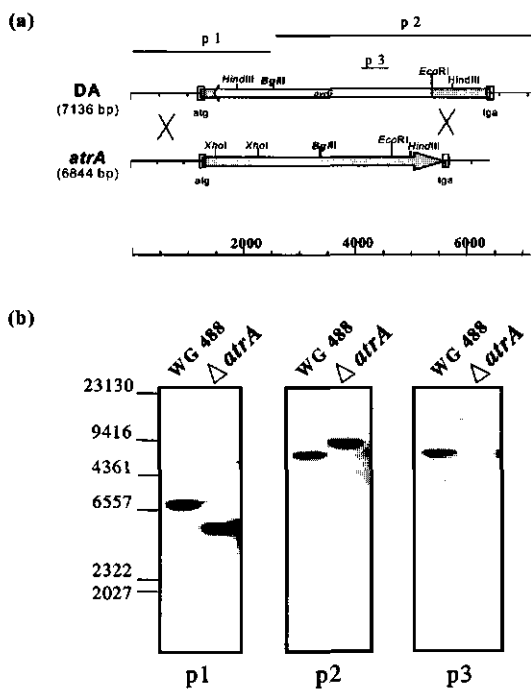 (a)
p 1
p 2
p 3
HindIII
BglII
EcoRI
HindIII
DA
(7136 bp)
atg
tga
XhoI
XhoI
BglII
EcoRI
HindIII
atrA
(6844 bp)
atg
tga
2000
4000
6000
(b)
WG 488
△ atrA
WG 488
△ atrA
WG 488
△ atrA
23130
9416
4361
6557
2322
2027
p1
p2
p3